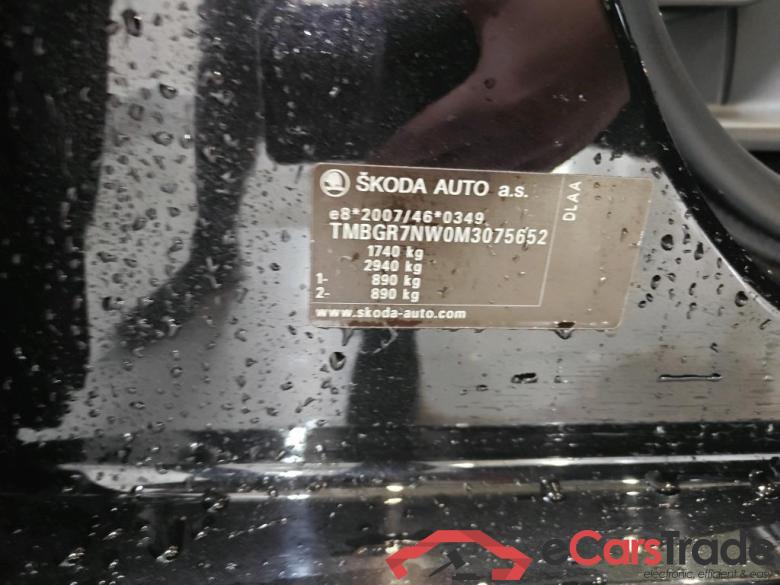 ŠKODA AUTO a.s.
e8*2007/46*0349
TMBGR7NW0M3075652
1740 kg
2940 kg
1- 890 kg
2- 890 kg
www.skoda-auto.com
DLAA
eCarsTrade
electronic, efficient & easy